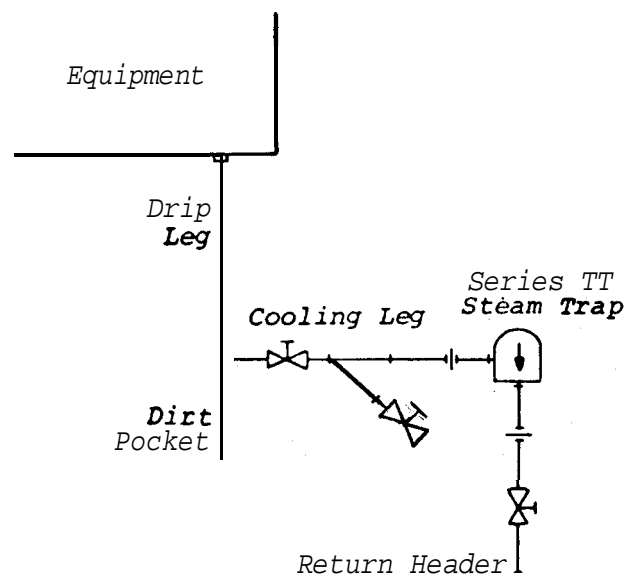 Equipment
Drip
Leg
Series TT
Steam Trap
Cooling Leg
Dirt
Pocket
Return Header